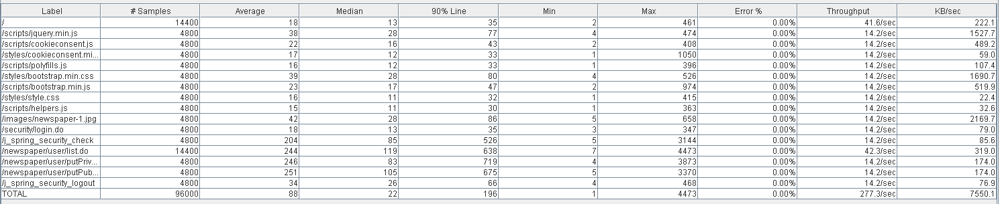 Label # Samples Average Median 90% Line Min Max Error % Throughput KB/sec
/ 14400 18 13 35 2 461 0.00% 41.6/sec 222.1
/scripts/jquery.min.js 4800 38 28 77 4 474 0.00% 14.2/sec 1527.7
/scripts/cookieconsent.js 4800 22 16 43 2 408 0.00% 14.2/sec 489.2
/styles/cookieconsent.mi... 4800 17 12 33 1 1050 0.00% 14.2/sec 59.0
/scripts/polyfills.js 4800 16 12 33 1 396 0.00% 14.2/sec 107.4
/styles/bootstrap.min.css 4800 39 28 80 4 526 0.00% 14.2/sec 1690.7
/scripts/bootstrap.min.js 4800 23 17 47 2 974 0.00% 14.2/sec 519.9
/styles/style.css 4800 16 11 32 1 415 0.00% 14.2/sec 22.4
/scripts/helpers.js 4800 15 11 30 1 363 0.00% 14.2/sec 32.6
/images/newspaper-1.jpg 4800 42 28 86 5 658 0.00% 14.2/sec 2169.7
/security/login.do 4800 18 13 35 3 347 0.00% 14.2/sec 79.0
/j_spring_security_check 4800 204 85 526 5 3144 0.00% 14.2/sec 85.6
/newspaper/user/list.do 14400 244 119 638 7 4473 0.00% 42.3/sec 319.0
/newspaper/user/putPriv... 4800 246 83 719 4 3873 0.00% 14.2/sec 174.0
/newspaper/user/putPub... 4800 251 105 675 5 3370 0.00% 14.2/sec 174.0
/j_spring_security_logout 4800 34 26 66 4 468 0.00% 14.2/sec 76.9
TOTAL 96000 88 22 196 1 4473 0.00% 277.3/sec 7550.1